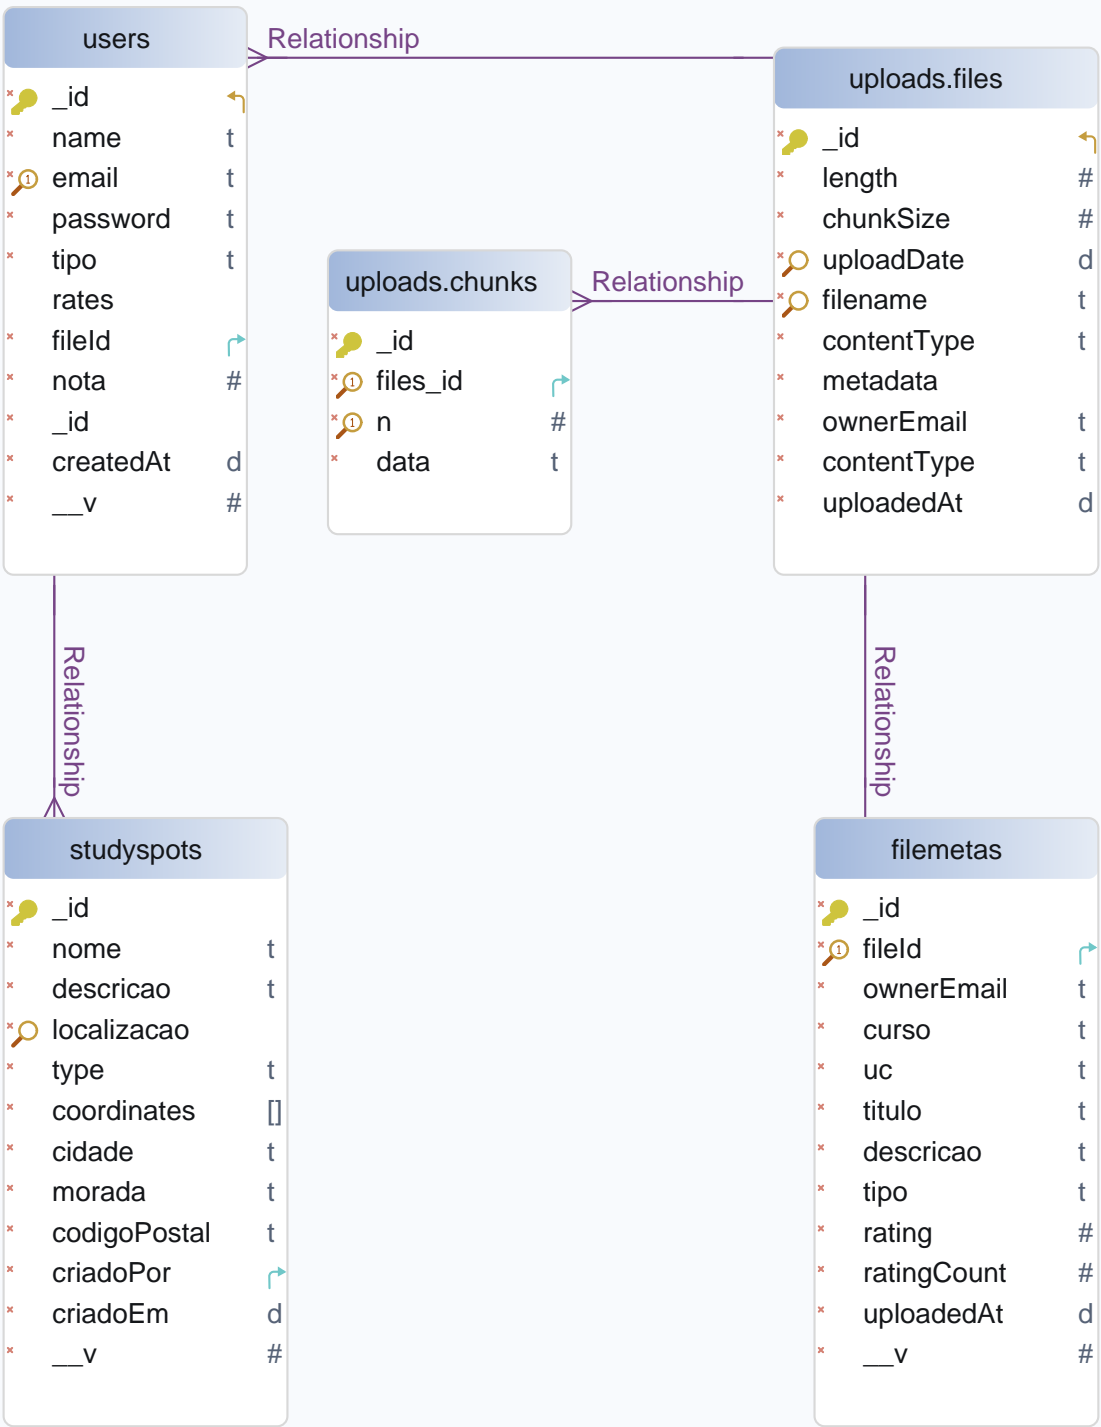 users
_id
name t
email t
password t
tipo t
rates
fileId
nota #
_id
createdAt d
__v #
Relationship
uploads.files
_id
length #
chunkSize #
uploadDate d
filename t
contentType t
metadata
ownerEmail t
contentType t
uploadedAt d
uploads.chunks
_id
1 files_id
1 n #
data t
Relationship
Relationship
Relationship
studyspots
_id
nome t
descricao t
localizacao
type t
coordinates []
cidade t
morada t
codigoPostal t
criadoPor
criadoEm d
__v #
filemetas
_id
1 fileId
ownerEmail t
curso t
uc t
titulo t
descricao t
tipo t
rating #
ratingCount #
uploadedAt d
__v #